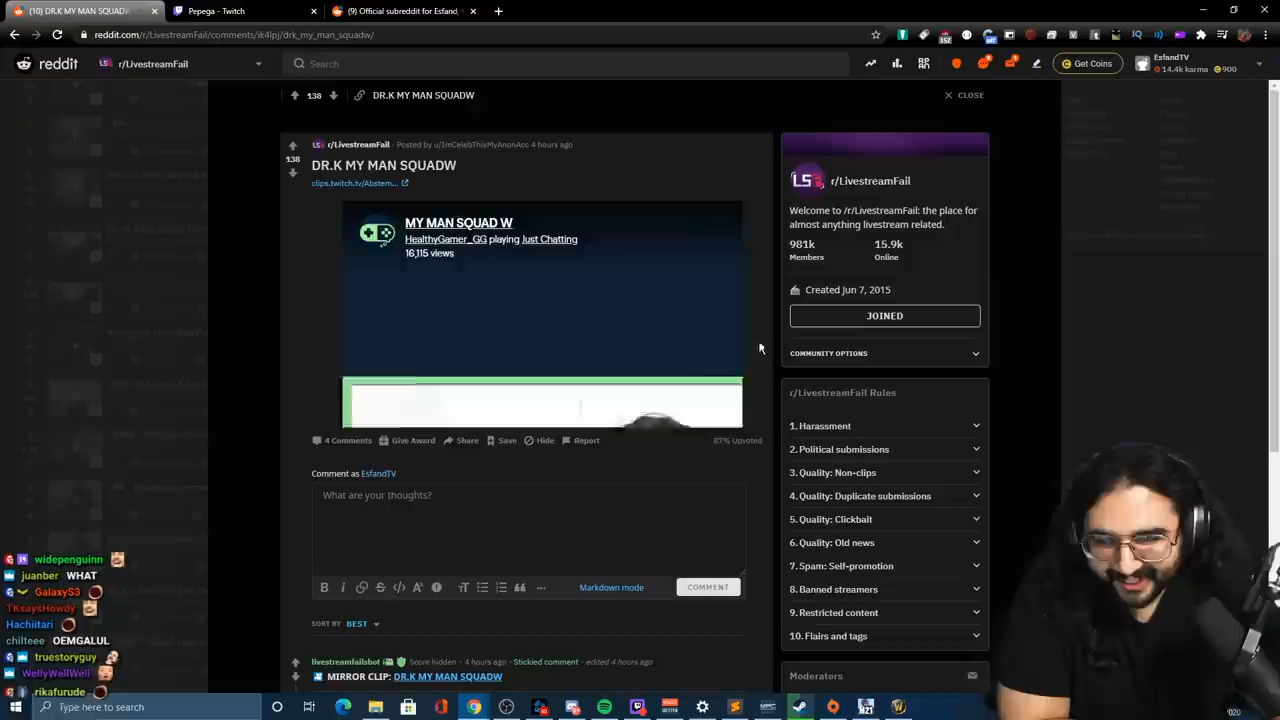 (10) DR.K MY MAN SQUADW
Pepega - Twitch
(9) Official subreddit for Esfand,
reddit.com/r/LivestreamFail/comments/ik4lpj/drk_my_man_squadw/
157
off
reddit
r/LivestreamFail
Search
Get Coins
EsfandTV
14.4k karma
900
138
DR.K MY MAN SQUADW
CLOSE
138
r/LivestreamFail · Posted by u/ImCelebThisMyAnonAcc 4 hours ago
DR.K MY MAN SQUADW
clips.twitch.tv/Abstem...
MY MAN SQUAD W
HealthyGamer_GG playing Just Chatting
16,115 views
4 Comments
Give Award
Share
Save
Hide
Report
87% Upvoted
Comment as EsfandTV
What are your thoughts?
Markdown mode
COMMENT
SORT BY BEST
livestreamfailsbot
Score hidden · 4 hours ago · Stickied comment · edited 4 hours ago
MIRROR CLIP: DR.K MY MAN SQUADW
LSF
r/LivestreamFail
Welcome to /r/LivestreamFail: the place for
almost anything livestream related.
981k
15.9k
Members
Online
Created Jun 7, 2015
JOINED
COMMUNITY OPTIONS
r/LivestreamFail Rules
1. Harassment
2. Political submissions
3. Quality: Non-clips
4. Quality: Duplicate submissions
5. Quality: Clickbait
6. Quality: Old news
7. Spam: Self-promotion
8. Banned streamers
9. Restricted content
10. Flairs and tags
Moderators
widepenguinn
juanber WHAT
GalaxyS3
TKsaysHowdy
Hachiitari
chilteee OEMGALUL
truestoryguy
WellyWellWell
rikafurude
Type here to search
2020